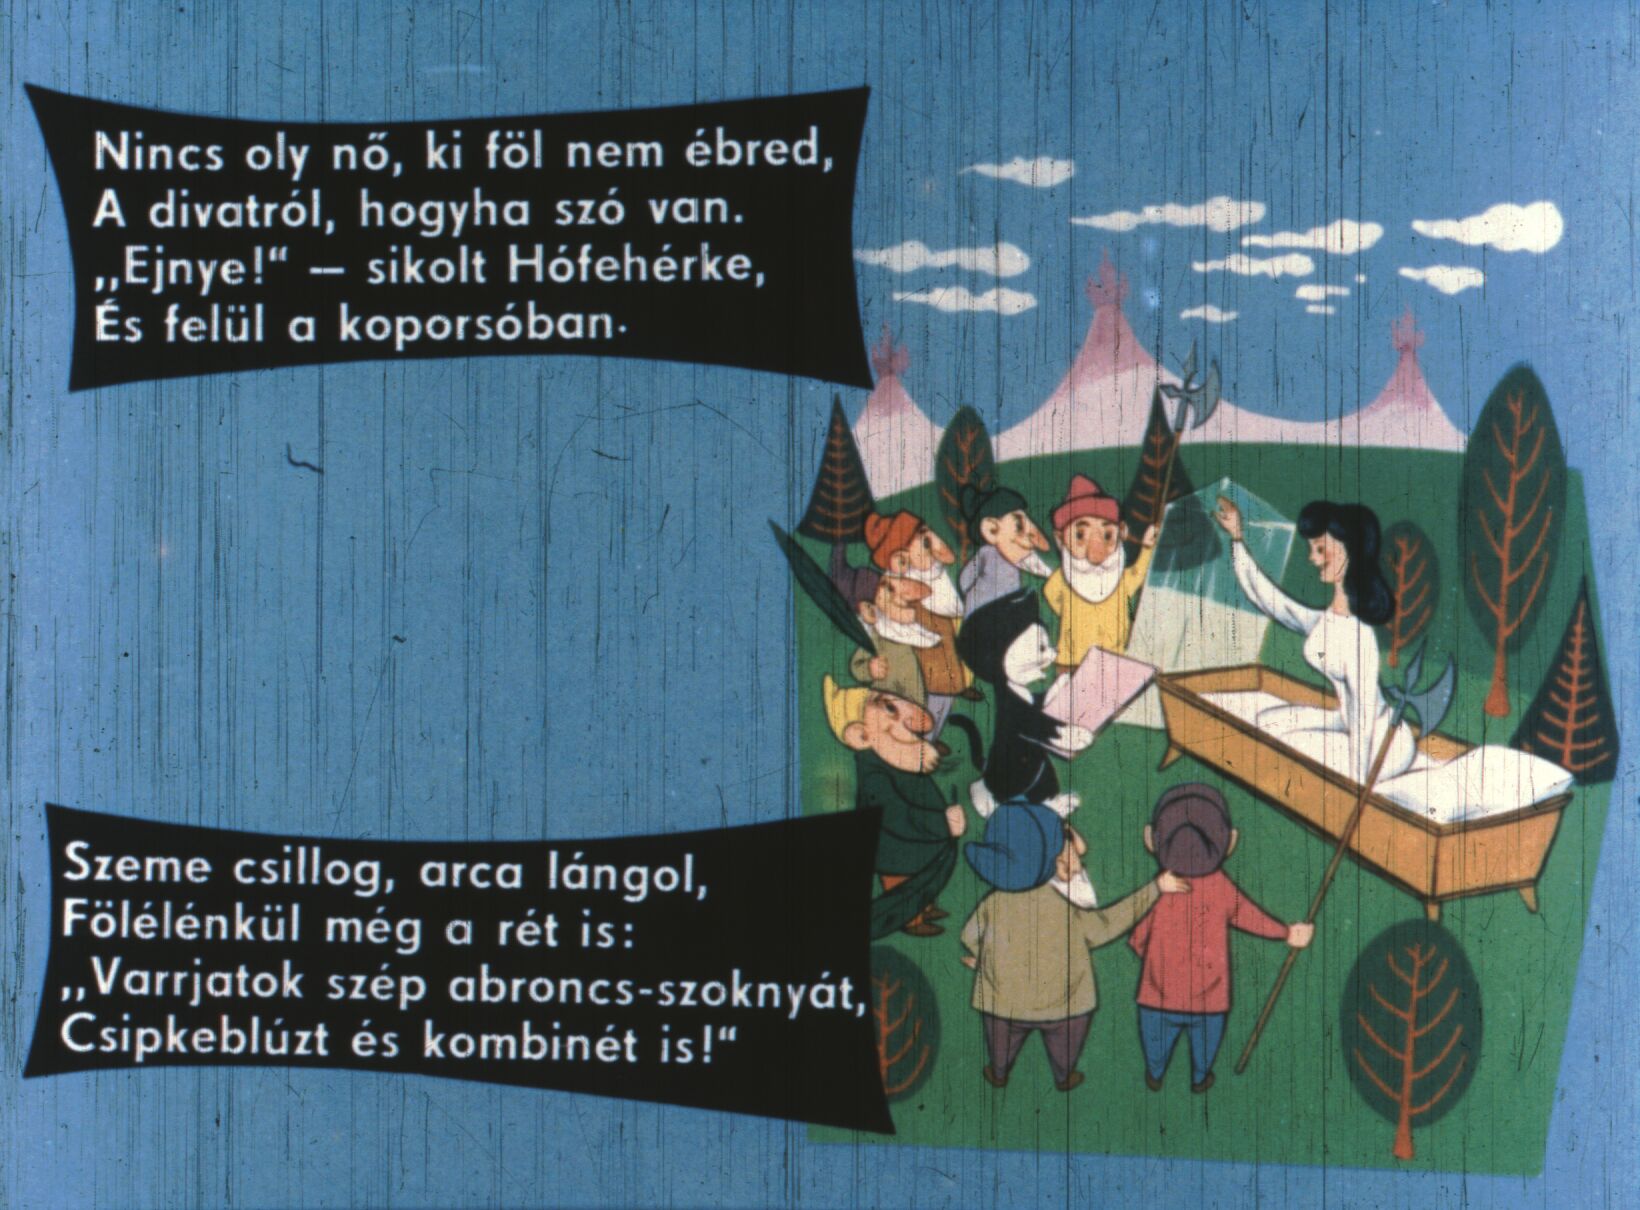 Nincs oly nő, ki föl nem ébred,
A divatról, hogyha szó van.
„Ejnye!“ — sikolt Hófehérke,
És felül a koporsóban.
Szeme csillog, arca lángol,
Fölélénkül még a rét is:
„Varrjatok szép abroncs-szoknyát,
Csipkeblúzt és kombinét is!“